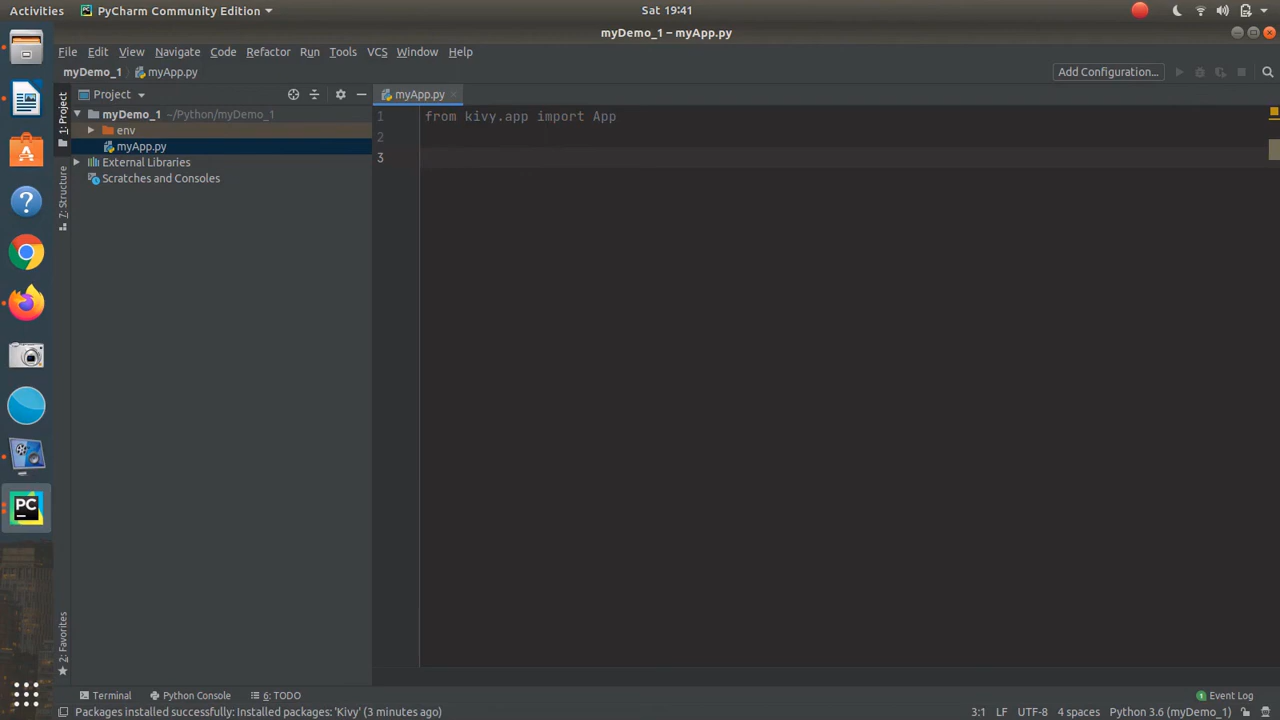 Activities PyCharm Community Edition Sat 19:41
myDemo_1 – myApp.py
File Edit View Navigate Code Refactor Run Tools VCS Window Help
myDemo_1 myApp.py Add Configuration...
1: Project
Project
myApp.py
myDemo_1 ~/Python/myDemo_1
env
myApp.py
External Libraries
Scratches and Consoles
7: Structure
2: Favorites
1 from kivy.app import App
2
3
PC
Terminal Python Console 6: TODO 1 Event Log
Packages installed successfully: Installed packages: 'Kivy' (3 minutes ago) 3:1 LF UTF-8 4 spaces Python 3.6 (myDemo_1)